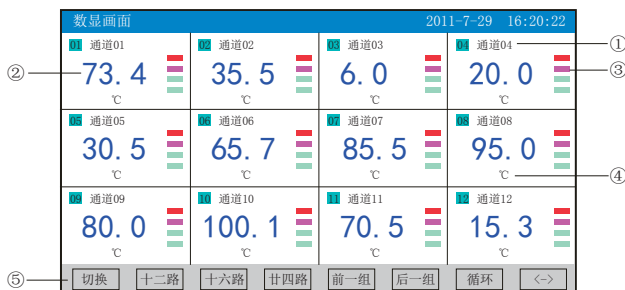 数显画面 2011-7-29 16:20:22
01 通道01 02 通道02 03 通道03 04 通道04 ①
② 73.4 35.5 6.0 20.0 ③
℃ ℃ ℃ ℃
05 通道05 06 通道06 07 通道07 08 通道08
30.5 65.7 85.5 95.0
℃ ℃ ℃ ℃ ④
09 通道09 10 通道10 11 通道11 12 通道12
80.0 100.1 70.5 15.3
℃ ℃ ℃ ℃
⑤ 切换 十二路 十六路 廿四路 前一组 后一组 循环 <->